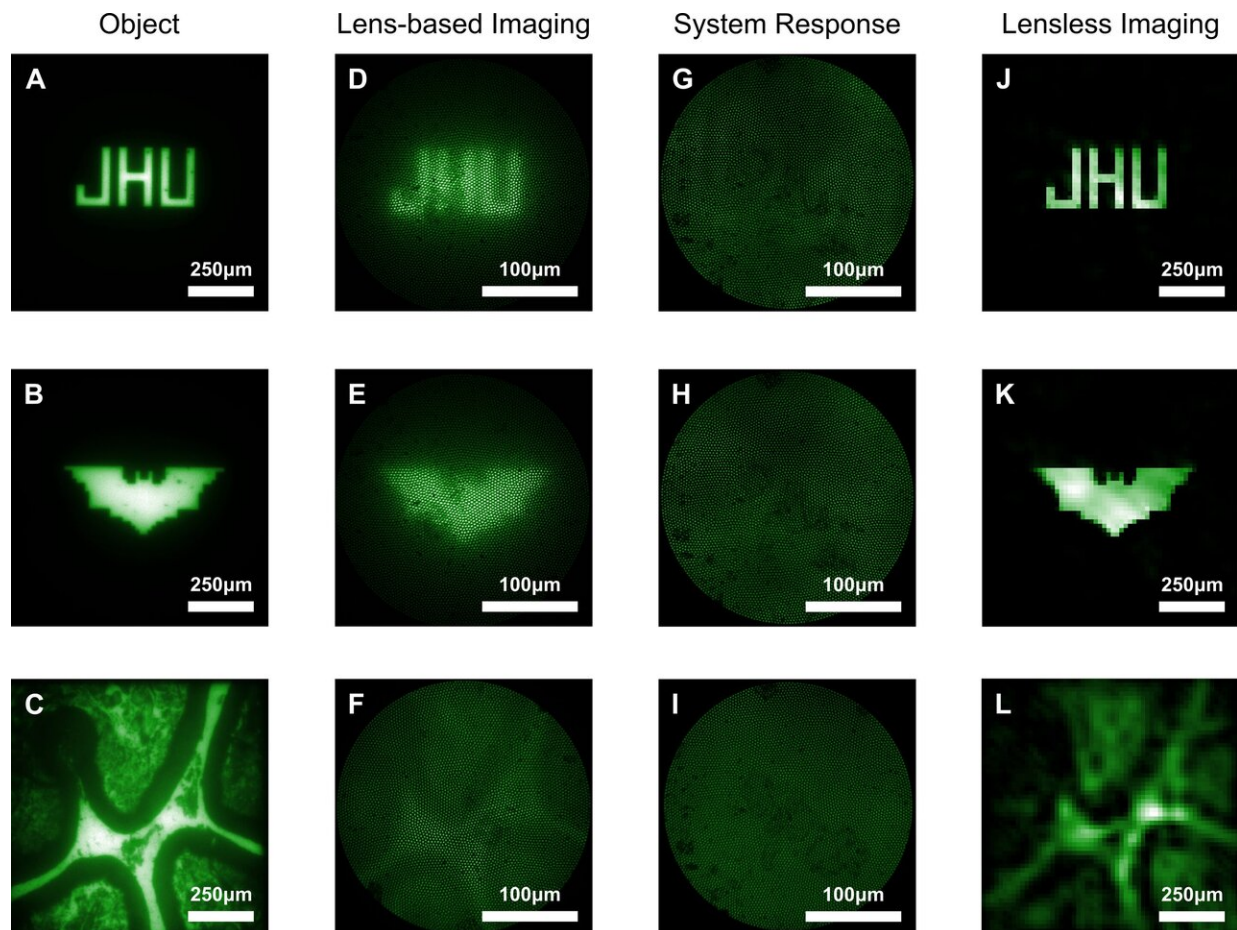 Object Lens-based Imaging System Response Lensless Imaging
A D G J
JHU JHU JHU
250µm 100µm 100µm 250µm
B E H K
250µm 100µm 100µm 250µm
C F I L
250µm 100µm 100µm 250µm